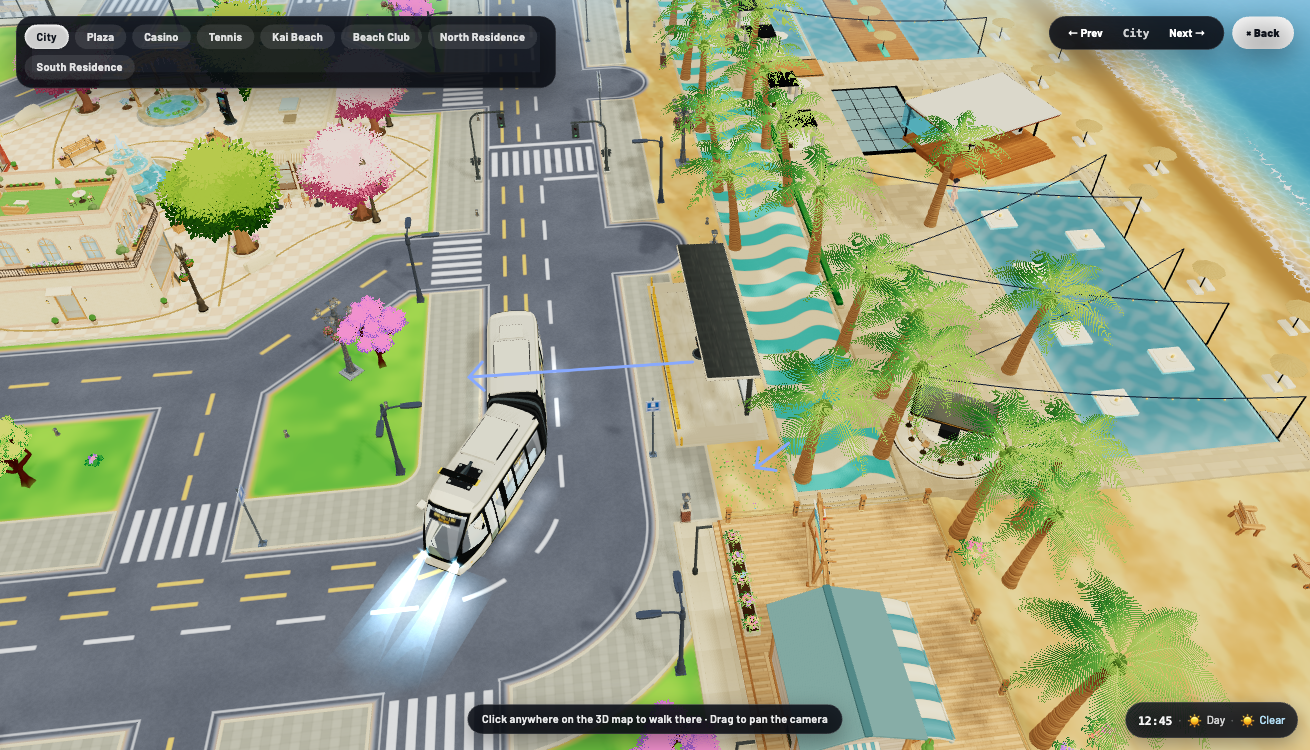 City Plaza Casino Tennis Kai Beach Beach Club North Residence
South Residence
← Prev City Next →
× Back
Click anywhere on the 3D map to walk there · Drag to pan the camera
12:45 · ☀️ Day · ☀️ Clear